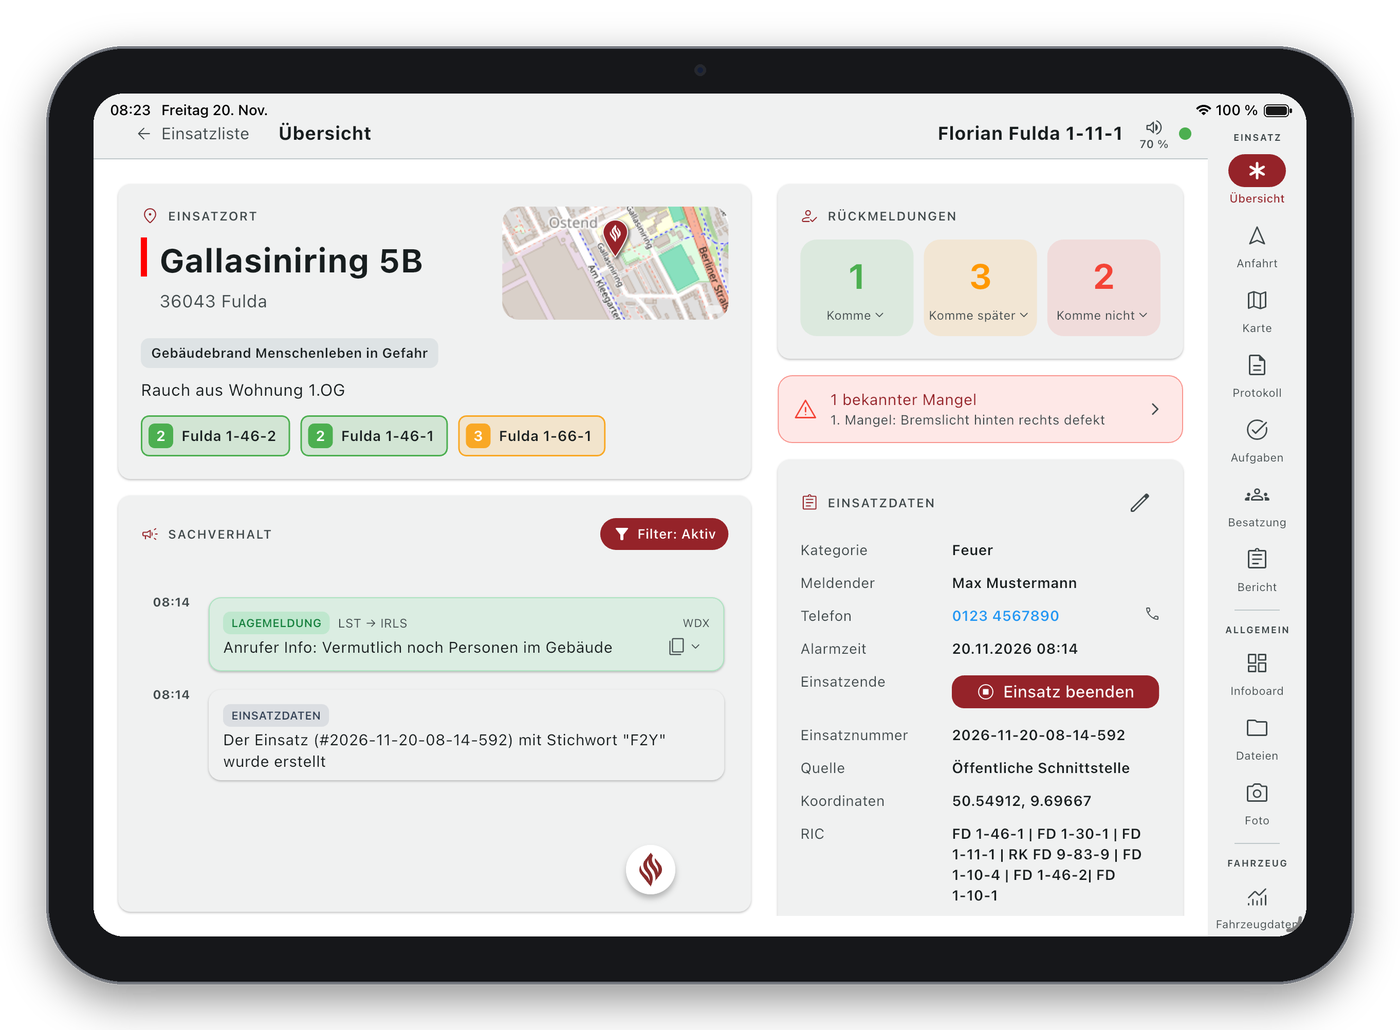 08:23 Freitag 20. Nov.
100 %
← Einsatzliste
Übersicht
Florian Fulda 1-11-1
70 %
EINSATZORT
Gallasiniring 5B
36043 Fulda
Ostend
Gallasiniring
Gallasiniring
Am Kleegarten
Berliner Straß
Gebäudebrand Menschenleben in Gefahr
Rauch aus Wohnung 1.OG
2 Fulda 1-46-2
2 Fulda 1-46-1
3 Fulda 1-66-1
SACHVERHALT
Filter: Aktiv
08:14
LAGEMELDUNG LST → IRLS WDX
Anrufer Info: Vermutlich noch Personen im Gebäude
08:14
EINSATZDATEN
Der Einsatz (#2026-11-20-08-14-592) mit Stichwort "F2Y"
wurde erstellt
RÜCKMELDUNGEN
1
Komme
3
Komme später
2
Komme nicht
1 bekannter Mangel
1. Mangel: Bremslicht hinten rechts defekt
EINSATZDATEN
Kategorie Feuer
Meldender Max Mustermann
Telefon 0123 4567890
Alarmzeit 20.11.2026 08:14
Einsatzende Einsatz beenden
Einsatznummer 2026-11-20-08-14-592
Quelle Öffentliche Schnittstelle
Koordinaten 50.54912, 9.69667
RIC FD 1-46-1 | FD 1-30-1 | FD
1-11-1 | RK FD 9-83-9 | FD
1-10-4 | FD 1-46-2| FD
1-10-1
EINSATZ
Übersicht
Anfahrt
Karte
Protokoll
Aufgaben
Besatzung
Bericht
ALLGEMEIN
Infoboard
Dateien
Foto
FAHRZEUG
Fahrzeugdaten